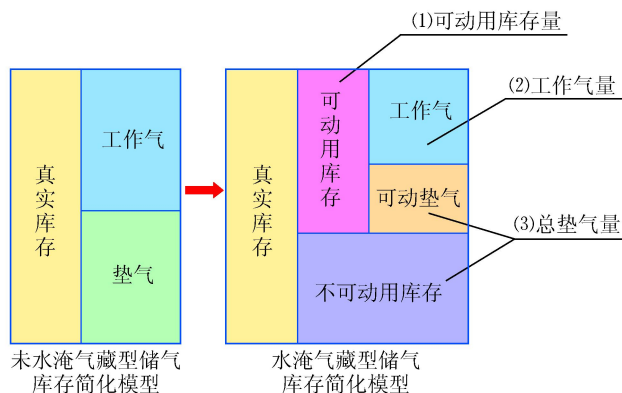 (1)可动用库存量
(2)工作气量
(3)总垫气量
真实库存
工作气
垫气
真实库存
可动用库存
工作气
可动垫气
不可动用库存
未水淹气藏型储气
库存简化模型
水淹气藏型储气
库存简化模型